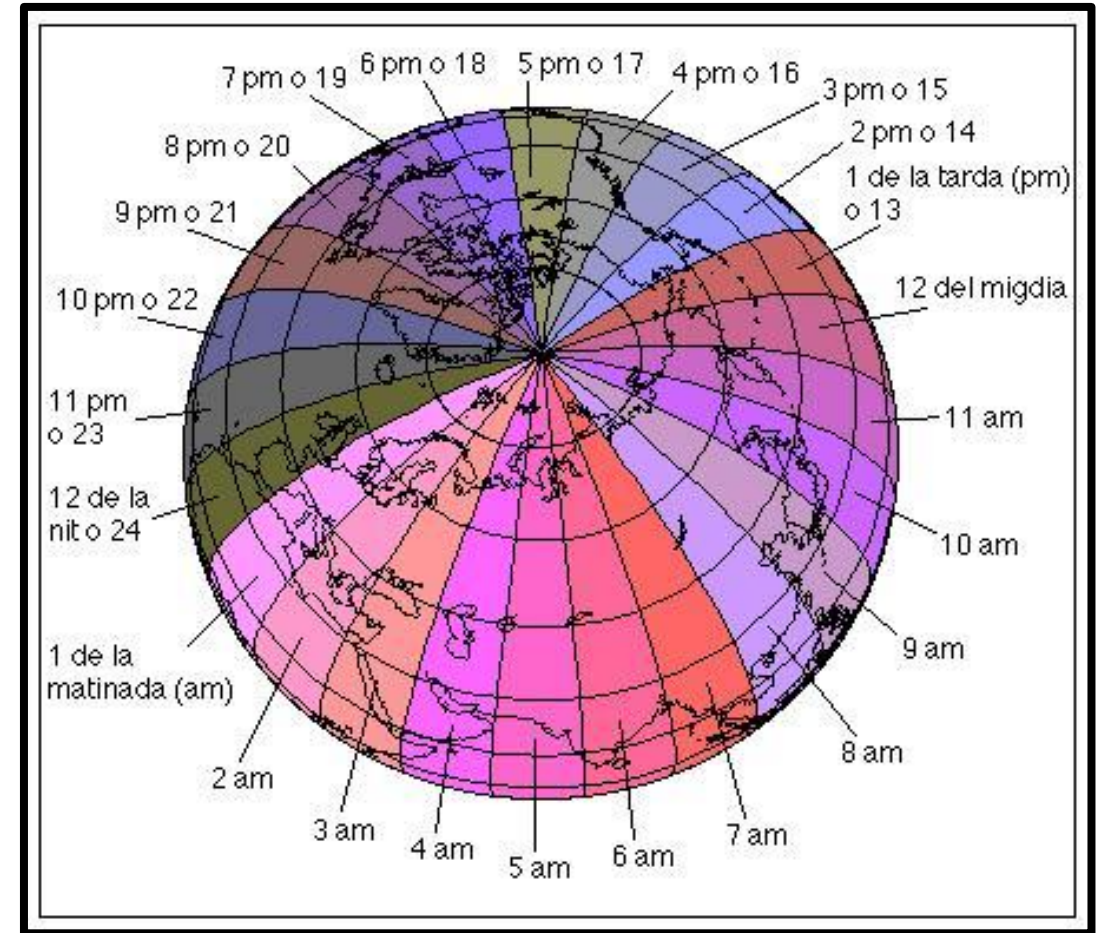 7 pm o 19
6 pm o 18
5 pm o 17
4 pm o 16
3 pm o 15
2 pm o 14
1 de la tarda (pm)
o 13
12 del migdia
11 am
10 am
9 am
8 am
7 am
6 am
5 am
4 am
3 am
2 am
1 de la
matinada (am)
12 de la
nit o 24
11 pm
o 23
10 pm o 22
9 pm o 21
8 pm o 20